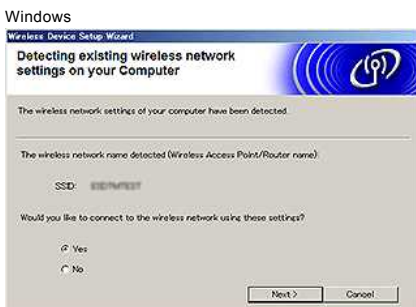 Windows
Wireless Device Setup Wizard
Detecting existing wireless network
settings on your Computer
The wireless network settings of your computer have been detected.
The wireless network name detected (Wireless Access Point/Router name):
SSID:
Would you like to connect to the wireless network using these settings?
Yes
No
Next >
Cancel